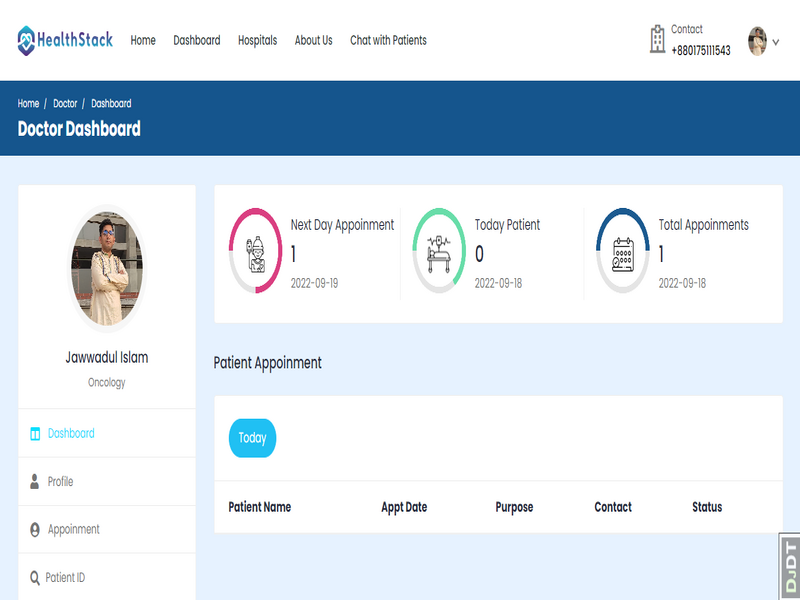 HealthStack
Home Dashboard Hospitals About Us Chat with Patients
Contact
+880175111543
Home / Doctor / Dashboard
Doctor Dashboard
Jawwadul Islam
Oncology
Dashboard
Profile
Appoinment
Patient ID
Next Day Appoinment
1
2022-09-19
Today Patient
0
2022-09-18
Total Appoinments
1
2022-09-18
Patient Appoinment
Today
Patient Name Appt Date Purpose Contact Status
DJDT